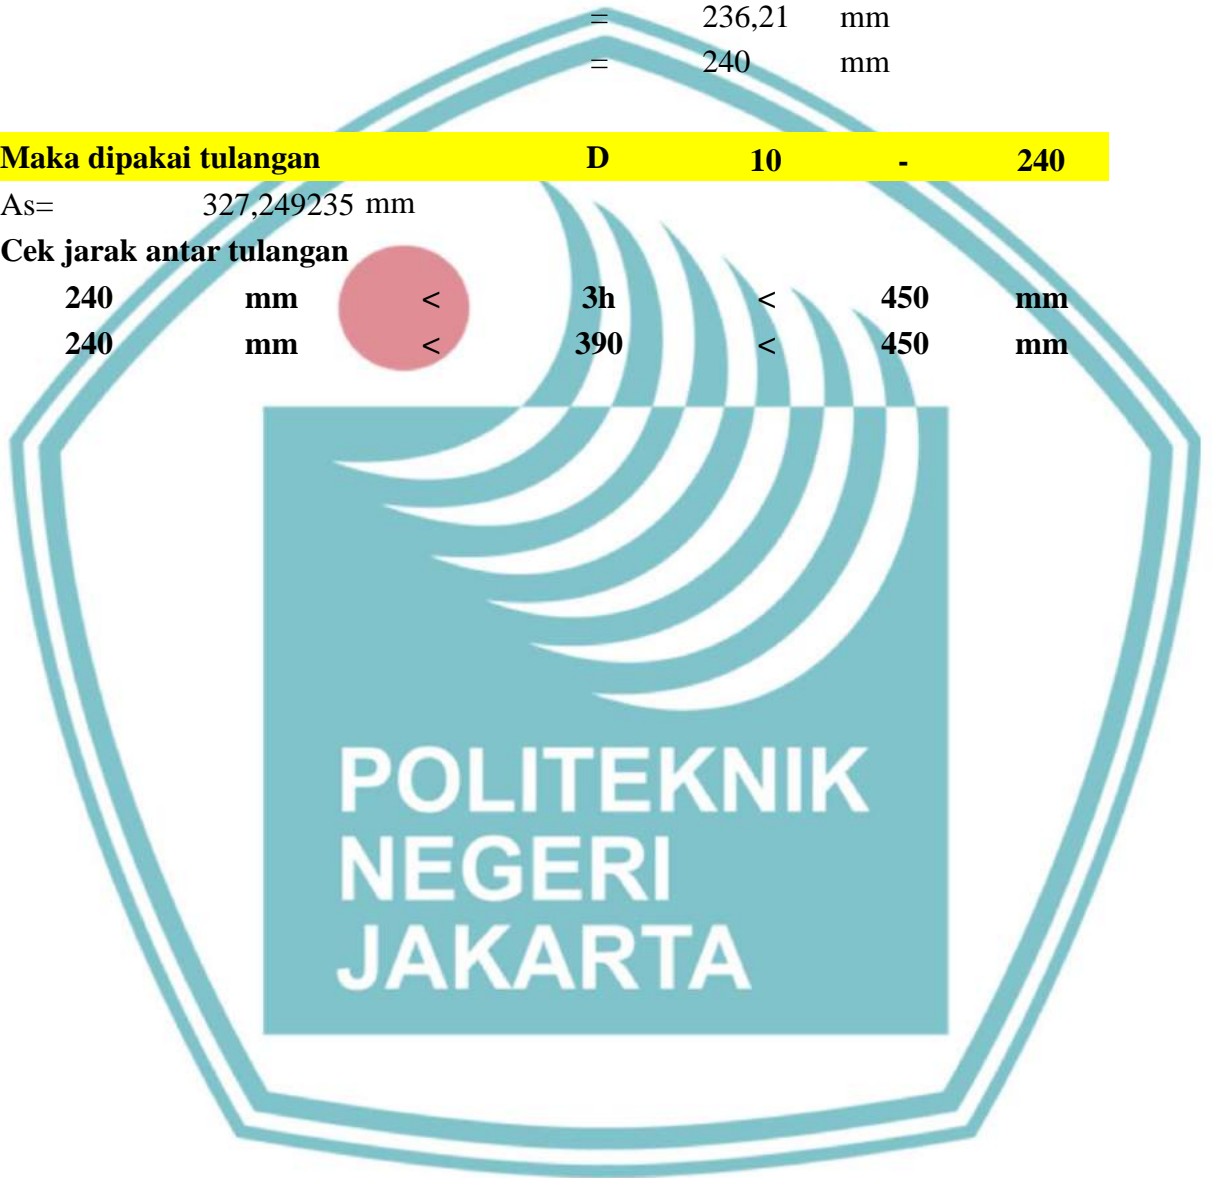 = 236,21 mm
= 240 mm
Maka dipakai tulangan D 10 - 240
As= 327,249235 mm
Cek jarak antar tulangan
240 mm < 3h < 450 mm
240 mm < 390 < 450 mm
POLITEKNIK
NEGERI
JAKARTA